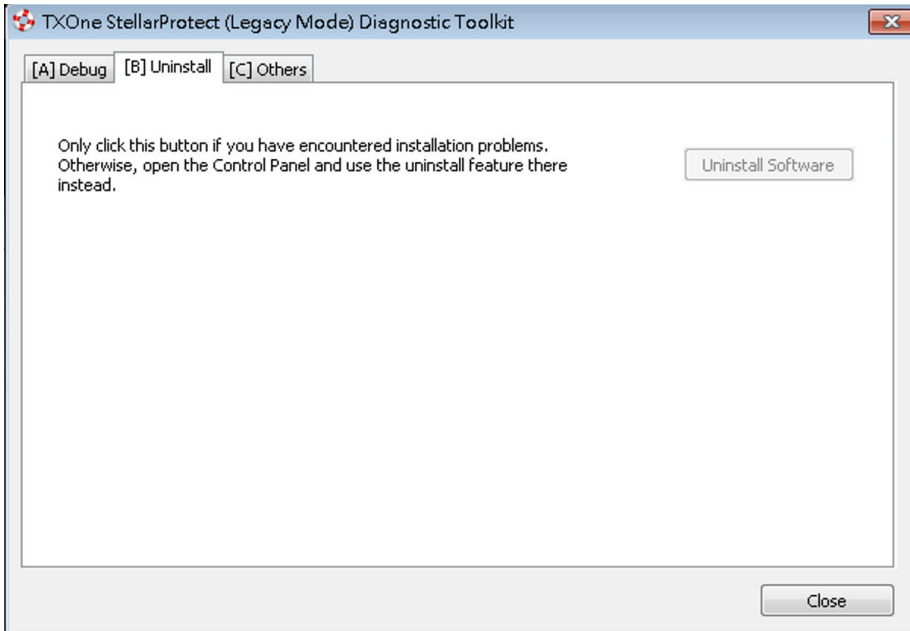 TXOne StellarProtect (Legacy Mode) Diagnostic Toolkit
[A] Debug
[B] Uninstall
[C] Others
Only click this button if you have encountered installation problems.
Otherwise, open the Control Panel and use the uninstall feature there
instead.
Uninstall Software
Close